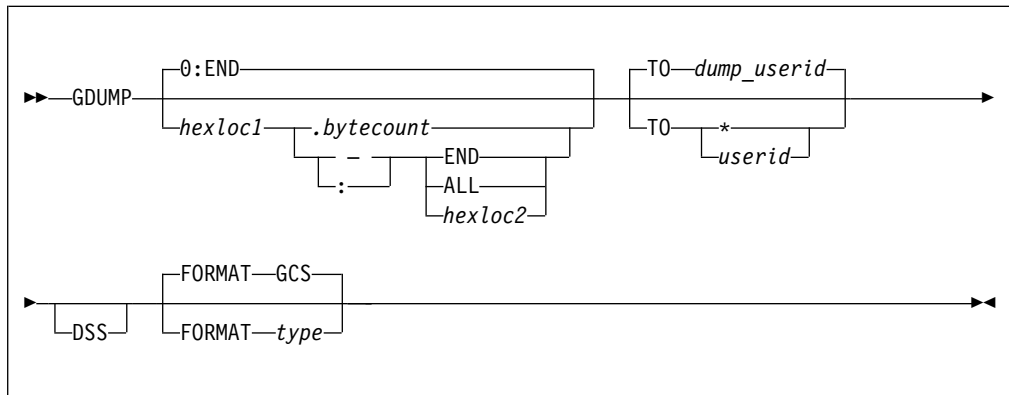 0:END TO dump_userid
►►GDUMP
hexloc1 .bytecount TO *
– END userid
: ALL
hexloc2
FORMAT GCS
DSS FORMAT type